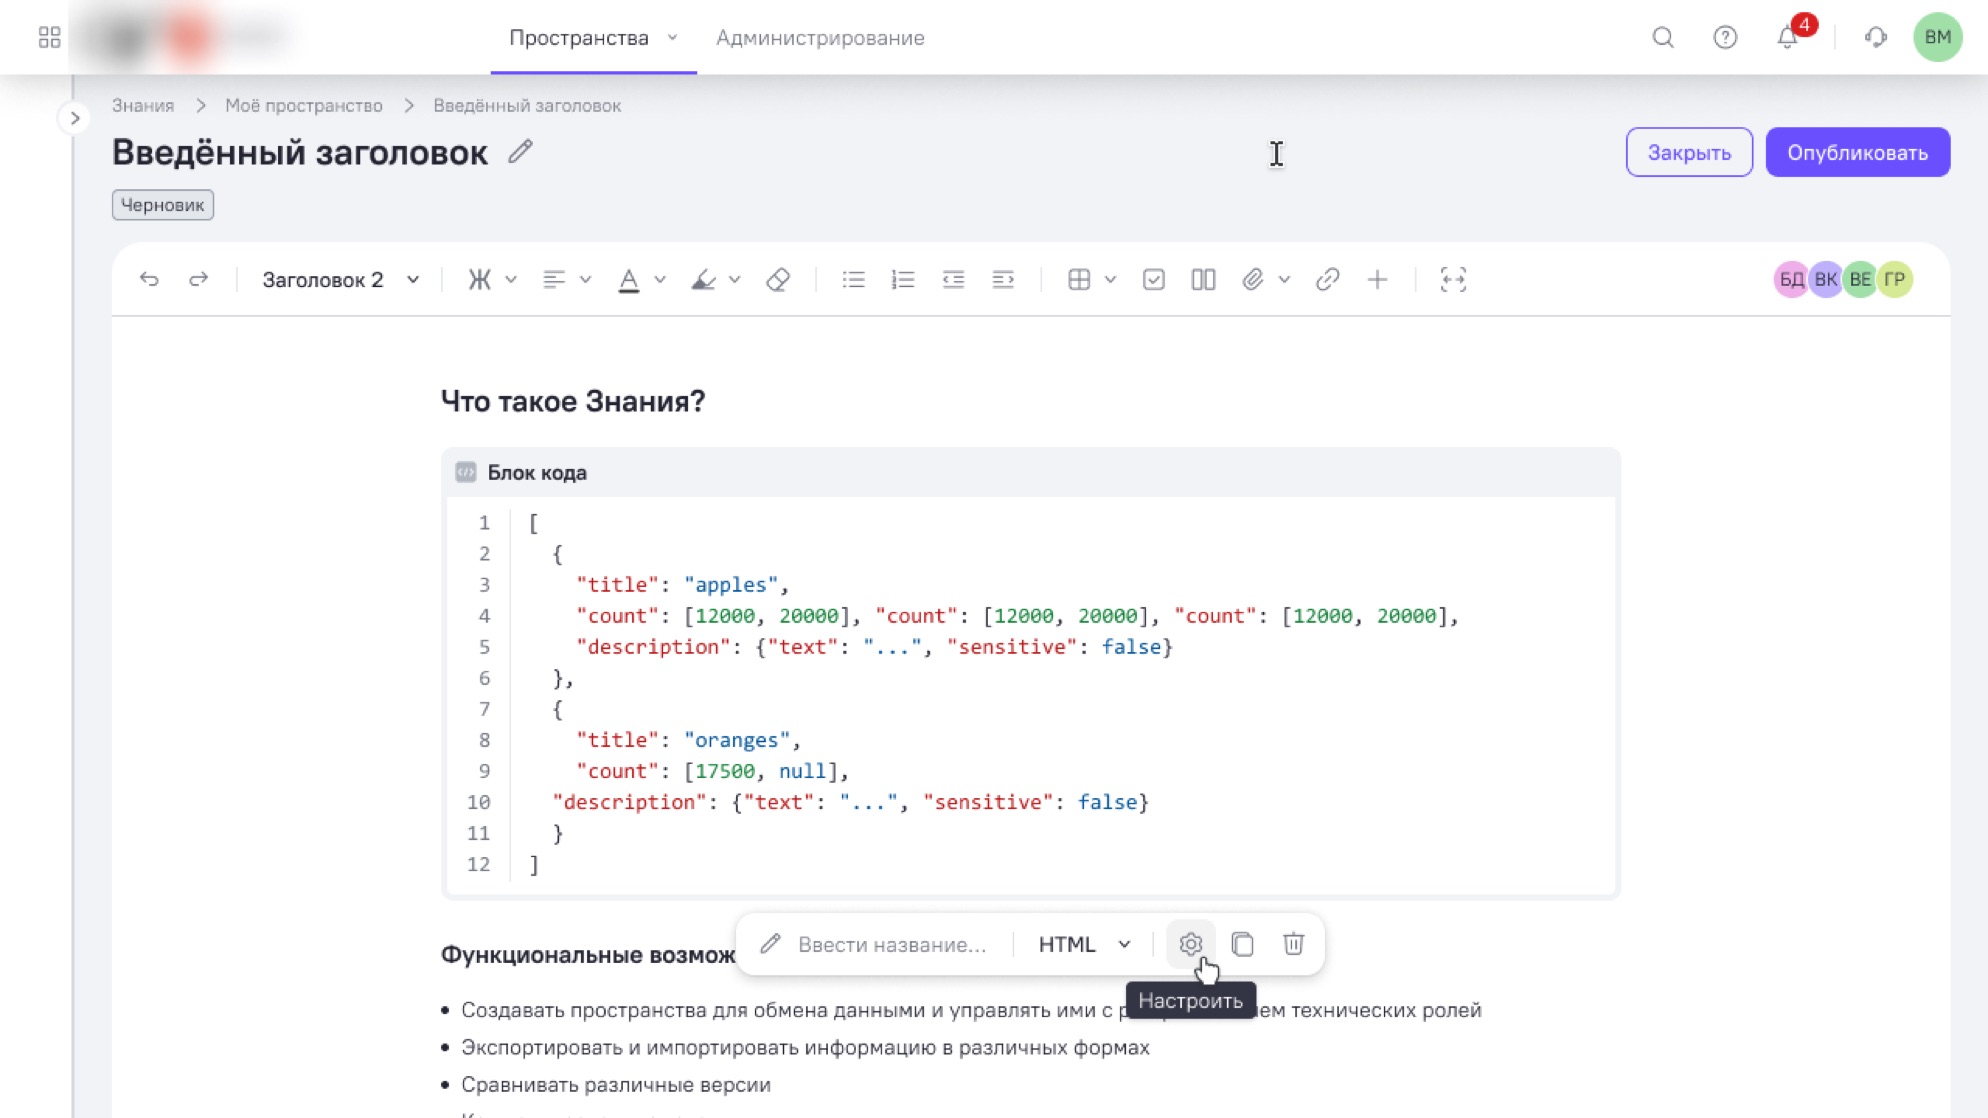 Пространства Администрирование 4 ВМ
Знания > Моё пространство > Введённый заголовок
Введённый заголовок
Закрыть Опубликовать
Черновик
Заголовок 2 Ж А БД ВК ВЕ ГР
Что такое Знания?
Блок кода
1 [
2 {
3 "title": "apples",
4 "count": [12000, 20000], "count": [12000, 20000], "count": [12000, 20000],
5 "description": {"text": "...", "sensitive": false}
6 },
7 {
8 "title": "oranges",
9 "count": [17500, null],
10 "description": {"text": "...", "sensitive": false}
11 }
12 ]
Функциональные возмож
Ввести название... HTML
Настроить
Создавать пространства для обмена данными и управлять ими с р ем технических ролей
Экспортировать и импортировать информацию в различных формах
Сравнивать различные версии